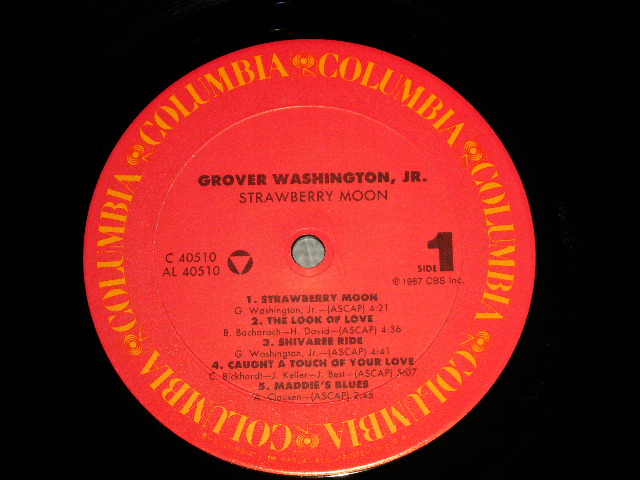 COLUMBIA COLUMBIA COLUMBIA COLUMBIA COLUMBIA COLUMBIA
GROVER WASHINGTON, JR.
STRAWBERRY MOON
C 40510
AL 40510
SIDE 1
℗ 1987 CBS Inc.
1. STRAWBERRY MOON
G. Washington, Jr.—(ASCAP) 4:21
2. THE LOOK OF LOVE
B. Bacharach—H. David—(ASCAP) 4:36
3. SHIVAREE RIDE
G. Washington, Jr.—(ASCAP) 4:41
4. CAUGHT A TOUCH OF YOUR LOVE
C. Bickhardt—J. Keller—J. Best—(ASCAP) 5:07
5. MADDIE'S BLUES
A. Clausen—(ASCAP) 2:45